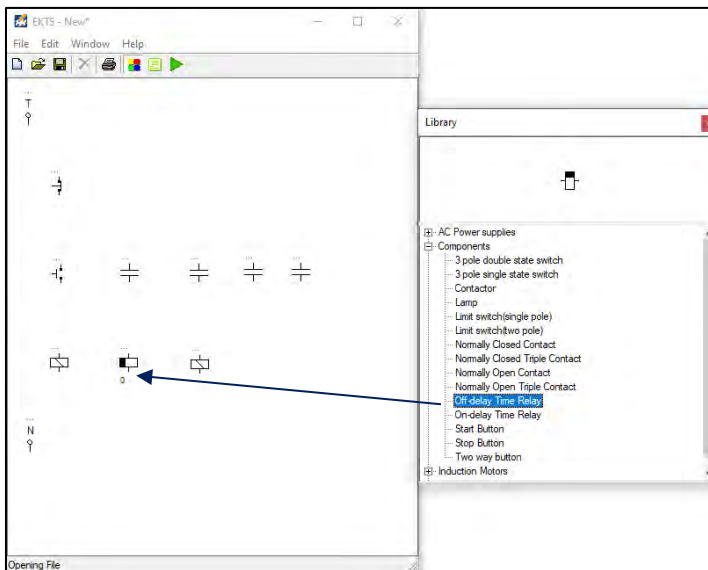 EKTS - New*
File Edit Window Help
...
T
...
...
... ... ... ...
... ... ...
0
...
N
Opening File
Library
AC Power supplies
Components
3 pole double state switch
3 pole single state switch
Contactor
Lamp
Limit switch(single pole)
Limit switch(two pole)
Normally Closed Contact
Normally Closed Triple Contact
Normally Open Contact
Normally Open Triple Contact
Off-delay Time Relay
On-delay Time Relay
Start Button
Stop Button
Two way button
Induction Motors